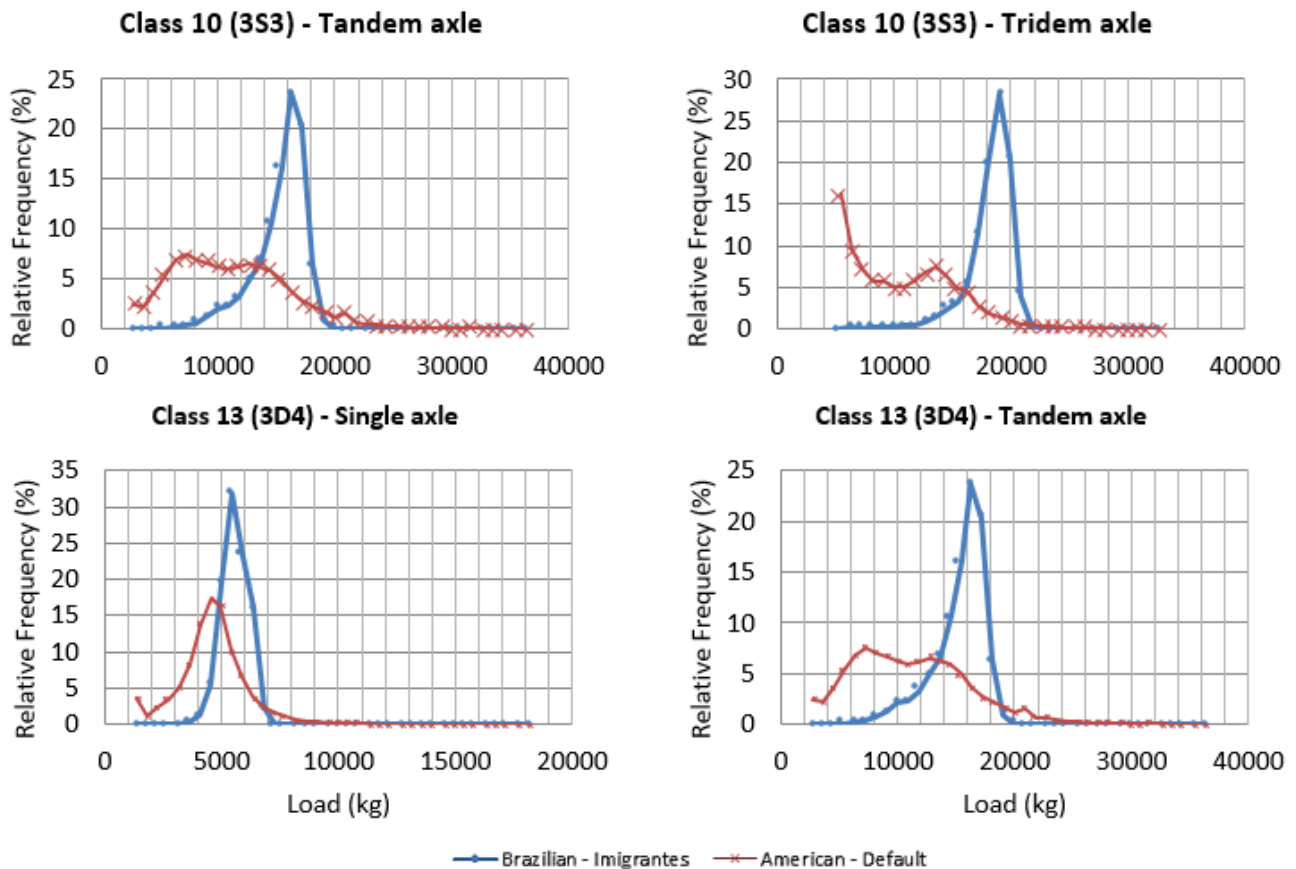 Class 10 (3S3) - Tandem axle
Relative Frequency (%)
25
20
15
10
5
0
0 10000 20000 30000 40000
Class 10 (3S3) - Tridem axle
Relative Frequency (%)
30
25
20
15
10
5
0
0 10000 20000 30000 40000
Class 13 (3D4) - Single axle
Relative Frequency (%)
35
30
25
20
15
10
5
0
0 5000 10000 15000 20000
Load (kg)
Class 13 (3D4) - Tandem axle
Relative Frequency (%)
25
20
15
10
5
0
0 10000 20000 30000 40000
Load (kg)
Brazilian - Imigrantes American - Default